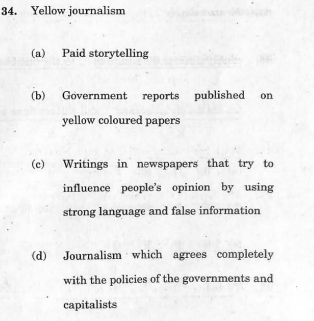 34. Yellow journalism
(a) Paid storytelling
(b) Government reports published on
yellow coloured papers
(c) Writings in newspapers that try to
influence people's opinion by using
strong language and false information
(d) Journalism which agrees completely
with the policies of the governments and
capitalists